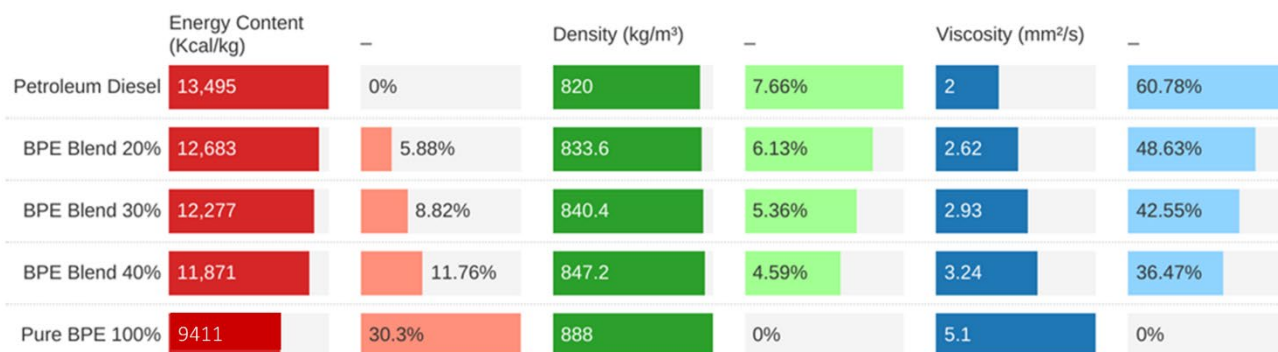 Energy Content
(Kcal/kg) _ Density (kg/m³) _ Viscosity (mm²/s) _
Petroleum Diesel 13,495 0% 820 7.66% 2 60.78%
BPE Blend 20% 12,683 5.88% 833.6 6.13% 2.62 48.63%
BPE Blend 30% 12,277 8.82% 840.4 5.36% 2.93 42.55%
BPE Blend 40% 11,871 11.76% 847.2 4.59% 3.24 36.47%
Pure BPE 100% 9411 30.3% 888 0% 5.1 0%